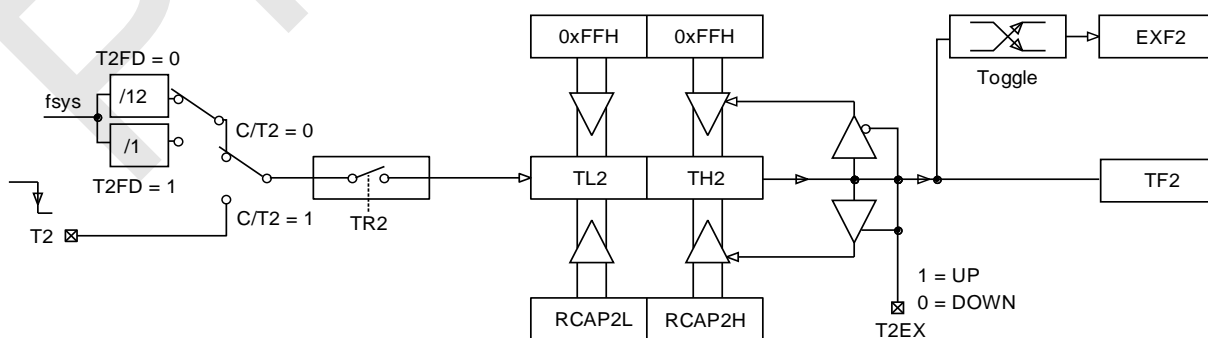 0xFFH 0xFFH EXF2
T2FD = 0
Toggle
/12
fsys
C/T2 = 0
/1
TL2 TH2 TF2
T2FD = 1
C/T2 = 1
TR2
T2
1 = UP
0 = DOWN
RCAP2L RCAP2H
T2EX